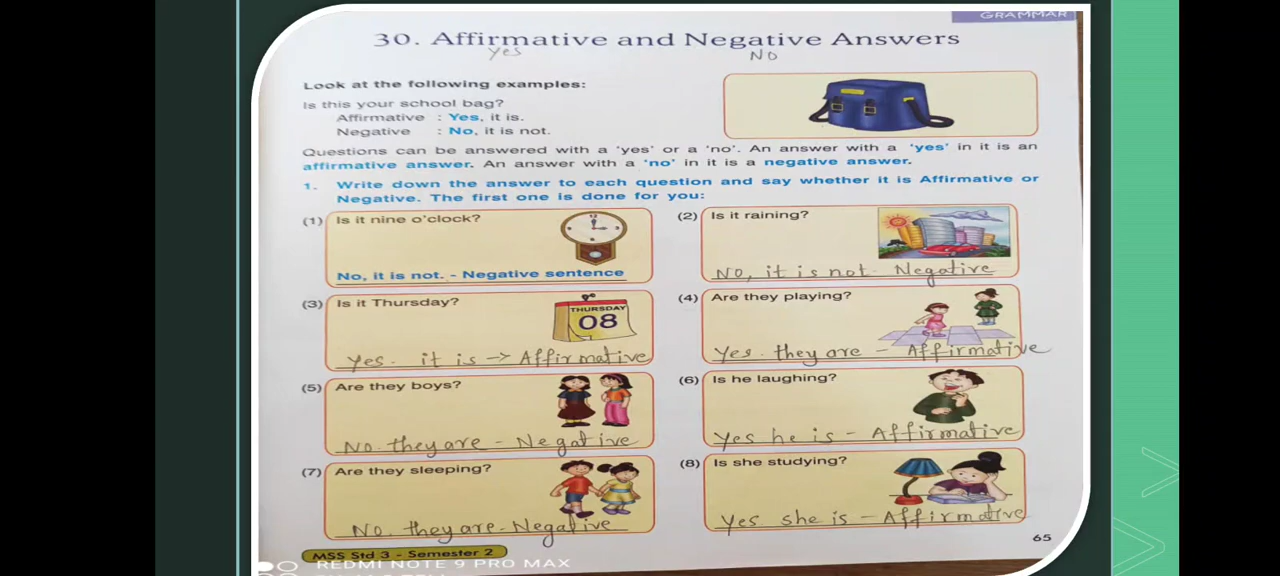 GRAMMAR
30. Affirmative and Negative Answers
Yes No
Look at the following examples:
Is this your school bag?
Affirmative : Yes, it is.
Negative : No, it is not.
Questions can be answered with a 'yes' or a 'no'. An answer with a 'yes' in it is an
affirmative answer. An answer with a 'no' in it is a negative answer.
1. Write down the answer to each question and say whether it is Affirmative or
Negative. The first one is done for you:
(1) Is it nine o'clock?
No, it is not. - Negative sentence
(2) Is it raining?
No, it is not Negative
(3) Is it Thursday?
THURSDAY
08
Yes. it is -> Affirmative
(4) Are they playing?
Yes. they are - Affirmative
(5) Are they boys?
No. they are - Negative
(6) Is he laughing?
Yes he is - Affirmative
(7) Are they sleeping?
No. they are - Negative
(8) Is she studying?
Yes. she is - Affirmative
65
MSS Std 3 - Semester 2
REDMI NOTE 9 PRO MAX